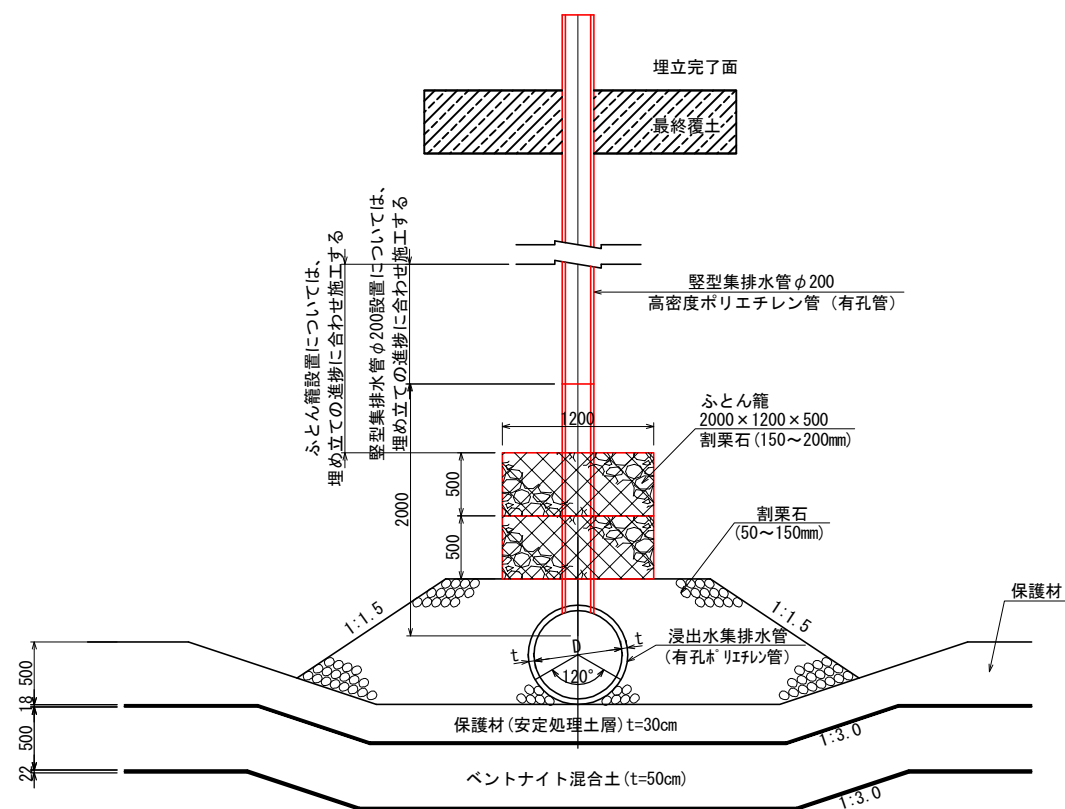 埋立完了面
最終覆土
ふとん籠設置については、
埋め立ての進捗に合わせ施工する
竪型集排水管φ200設置については、
埋め立ての進捗に合わせ施工する
竪型集排水管φ200
高密度ポリエチレン管（有孔管）
ふとん籠
2000×1200×500
割栗石(150～200mm)
1200
500
500
2000
割栗石
(50～150mm)
保護材
1:1.5
1:1.5
浸出水集排水管
(有孔ﾎﾟﾘｴﾁﾚﾝ管)
t
D
t
120°
500
18
500
22
保護材(安定処理土層)t=30cm
1:3.0
ベントナイト混合土(t=50cm)
1:3.0